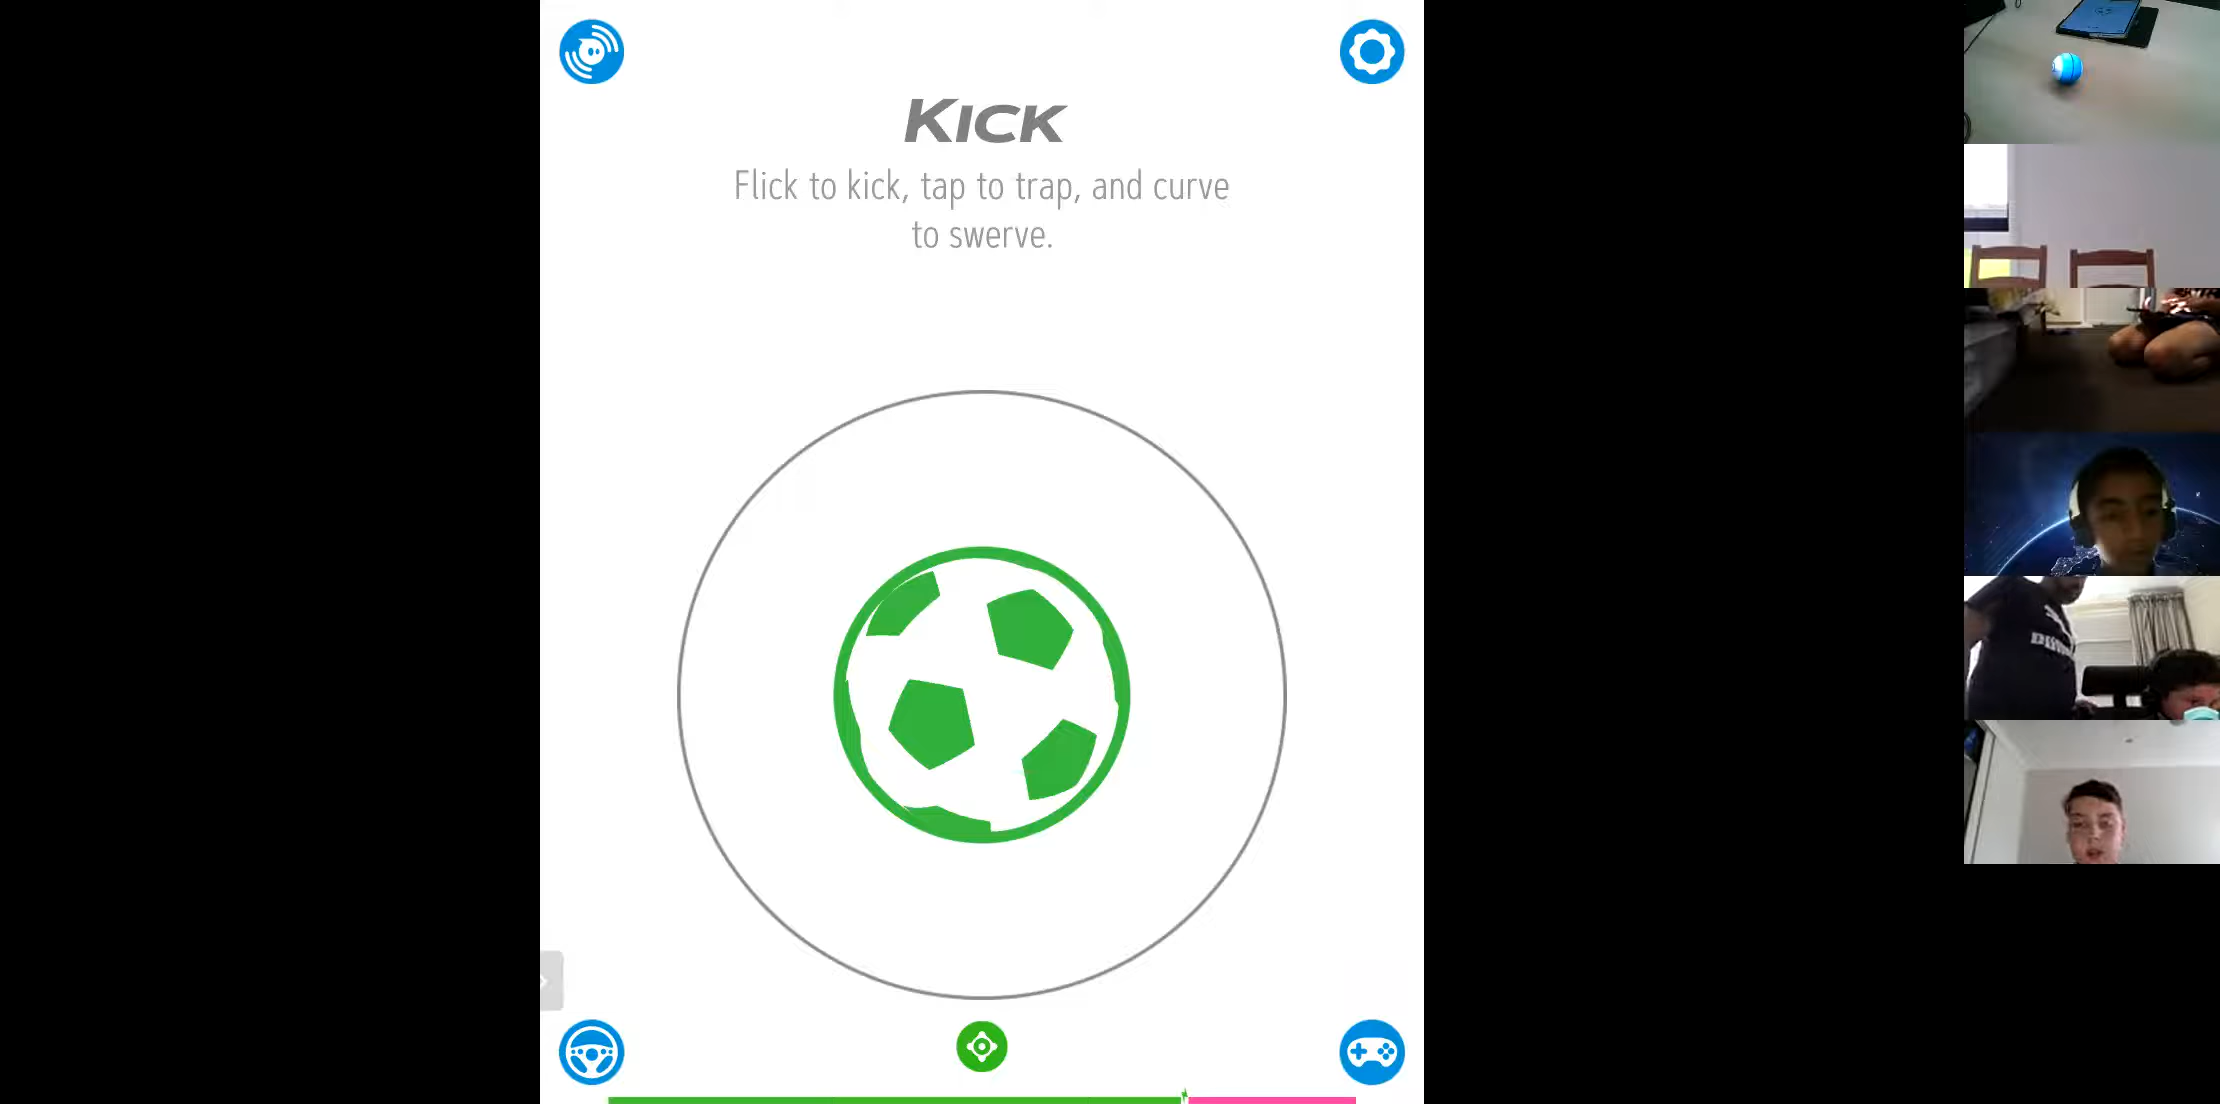 KICK
Flick to kick, tap to trap, and curve
to swerve.